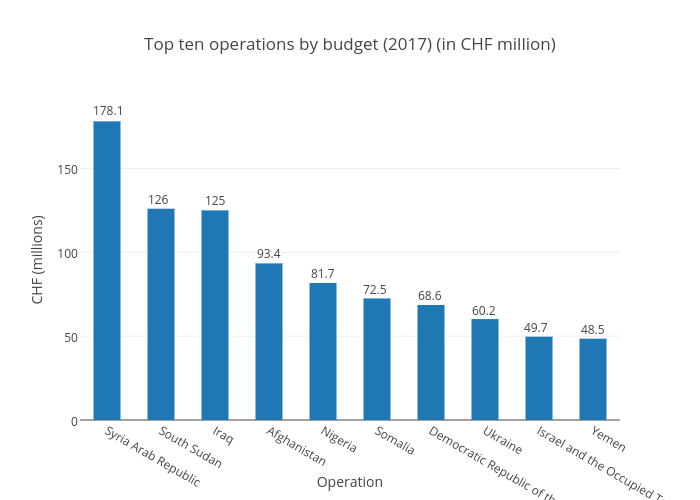 Top ten operations by budget (2017) (in CHF million)
178.1
126
125
93.4
81.7
72.5
68.6
60.2
49.7
48.5
150
100
50
0
CHF (millions)
Syria Arab Republic
South Sudan
Iraq
Afghanistan
Nigeria
Somalia
Democratic Republic of
Ukraine
Israel and the Occupied
Yemen
Operation